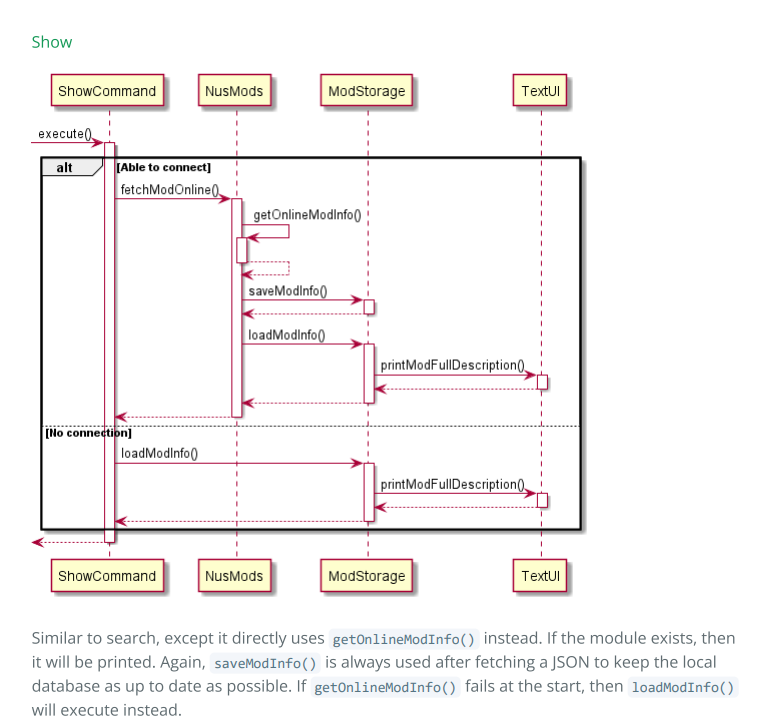 Show
ShowCommand NusMods ModStorage TextUI
execute()
alt [Able to connect]
fetchModOnline()
getOnlineModInfo()
saveModInfo()
loadModInfo()
printModFullDescription()
[No connection]
loadModInfo()
printModFullDescription()
ShowCommand NusMods ModStorage TextUI
Similar to search, except it directly uses getOnlineModInfo() instead. If the module exists, then
it will be printed. Again, saveModInfo() is always used after fetching a JSON to keep the local
database as up to date as possible. If getOnlineModInfo() fails at the start, then loadModInfo()
will execute instead.